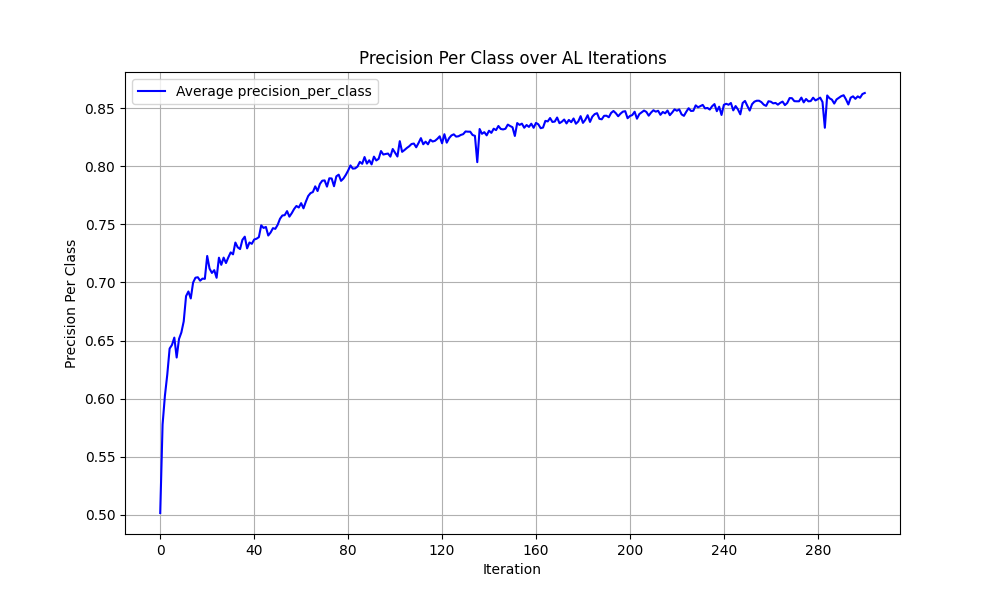 Precision Per Class over AL Iterations
Average precision_per_class
Precision Per Class
0.85
0.80
0.75
0.70
0.65
0.60
0.55
0.50
0 40 80 120 160 200 240 280
Iteration